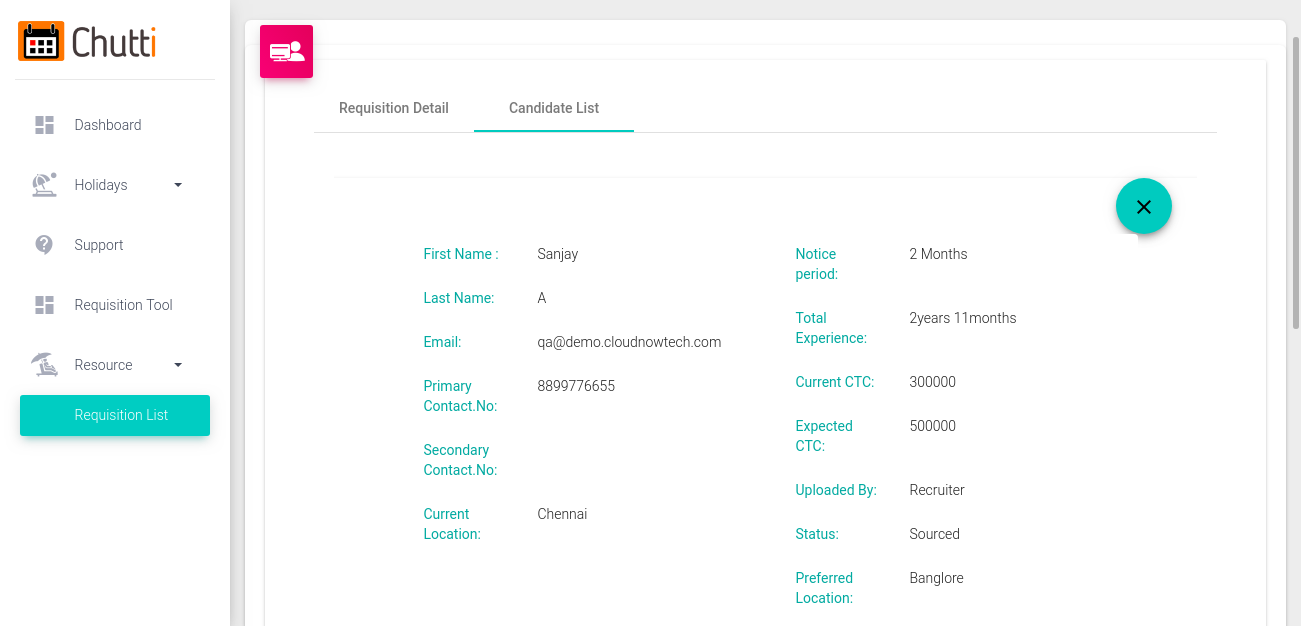 Chutti
Dashboard
Holidays
Support
Requisition Tool
Resource
Requisition List
Requisition Detail
Candidate List
First Name :
Sanjay
Last Name:
A
Email:
qa@demo.cloudnowtech.com
Primary
Contact.No:
8899776655
Secondary
Contact.No:
Current
Location:
Chennai
Notice
period:
2 Months
Total
Experience:
2years 11months
Current CTC:
300000
Expected
CTC:
500000
Uploaded By:
Recruiter
Status:
Sourced
Preferred
Location:
Banglore